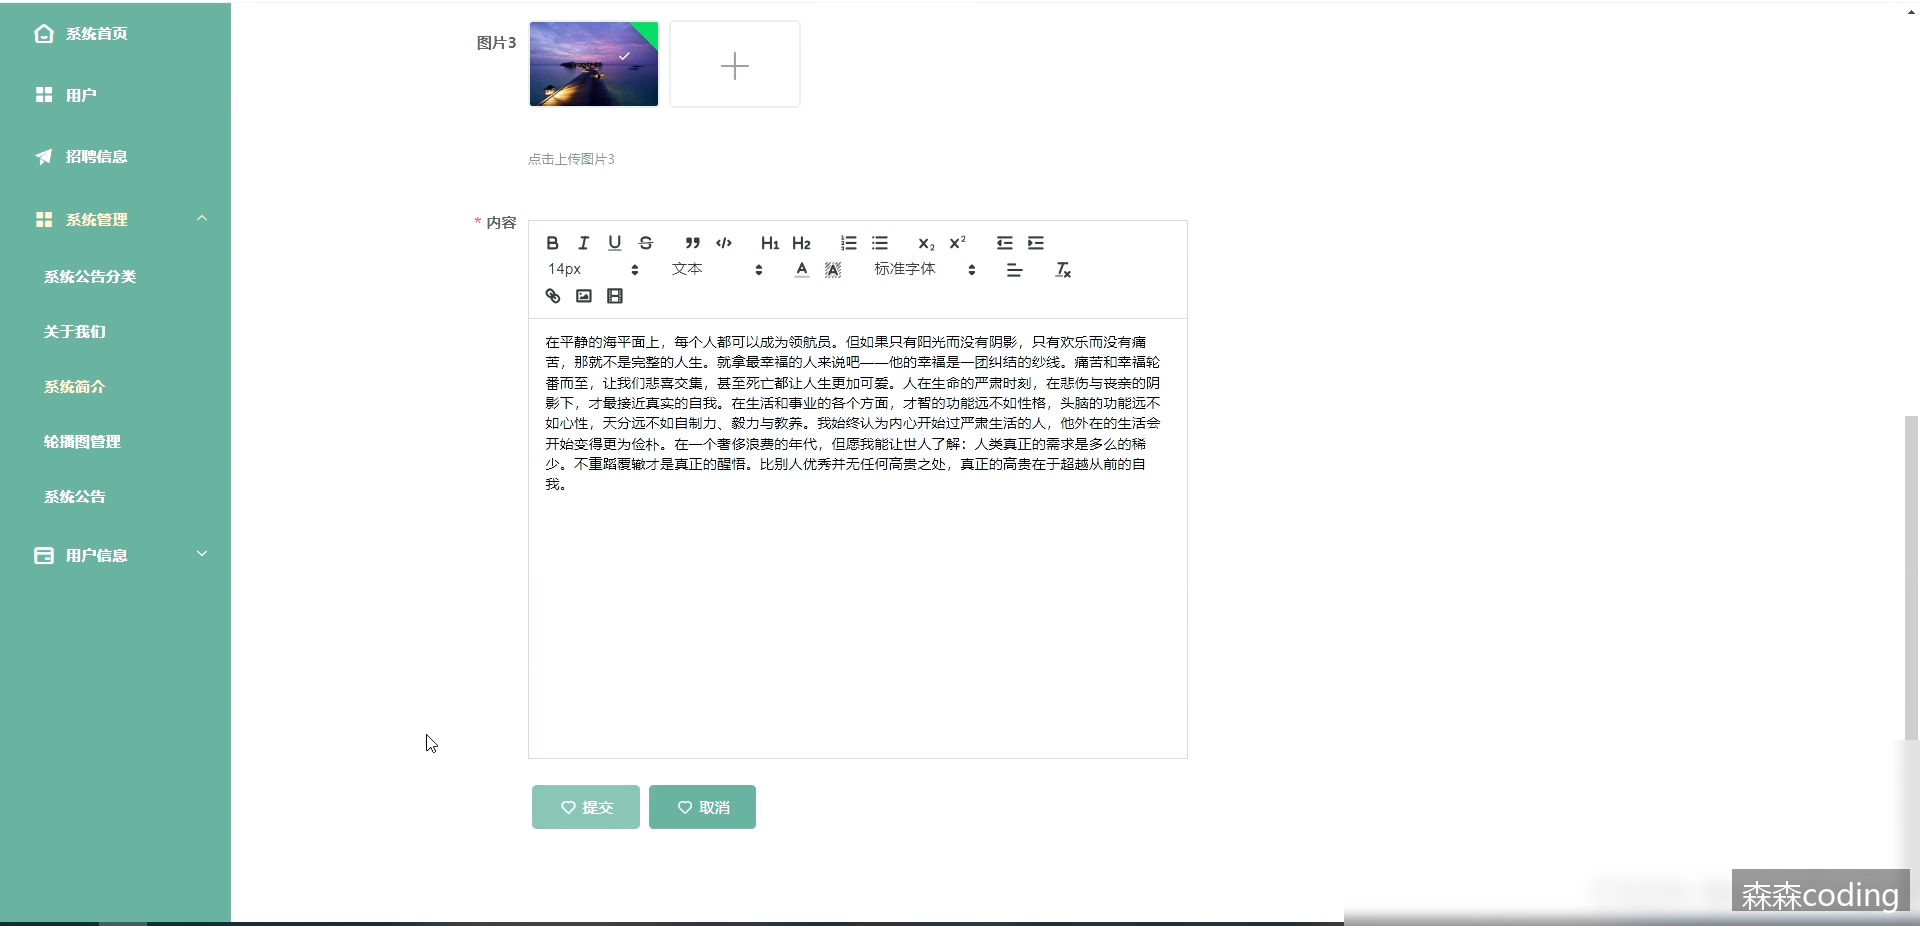 系统首页
用户
招聘信息
系统管理
系统公告分类
关于我们
系统简介
轮播图管理
系统公告
用户信息
图片3
点击上传图片3
* 内容
B I U S H1 H2 x₂ x²
14px 文本 A A 标准字体 Tx
在平静的海平面上，每个人都可以成为领航员。但如果只有阳光而没有阴影，只有欢乐而没有痛
苦，那就不是完整的人生。就拿最幸福的人来说吧——他的幸福是一团纠结的纱线。痛苦和幸福轮
番而至，让我们悲喜交集，甚至死亡都让人生更加可爱。人在生命的严肃时刻，在悲伤与丧亲的阴
影下，才最接近真实的自我。在生活和事业的各个方面，才智的功能远不如性格，头脑的功能远不
如心性，天分远不如自制力、毅力与教养。我始终认为内心开始过严肃生活的人，他外在的生活会
开始变得更为俭朴。在一个奢侈浪费的年代，但愿我能让世人了解：人类真正的需求是多么的稀
少。不重蹈覆辙才是真正的醒悟。比别人优秀并无任何高贵之处，真正的高贵在于超越从前的自
我。
提交
取消
森森coding